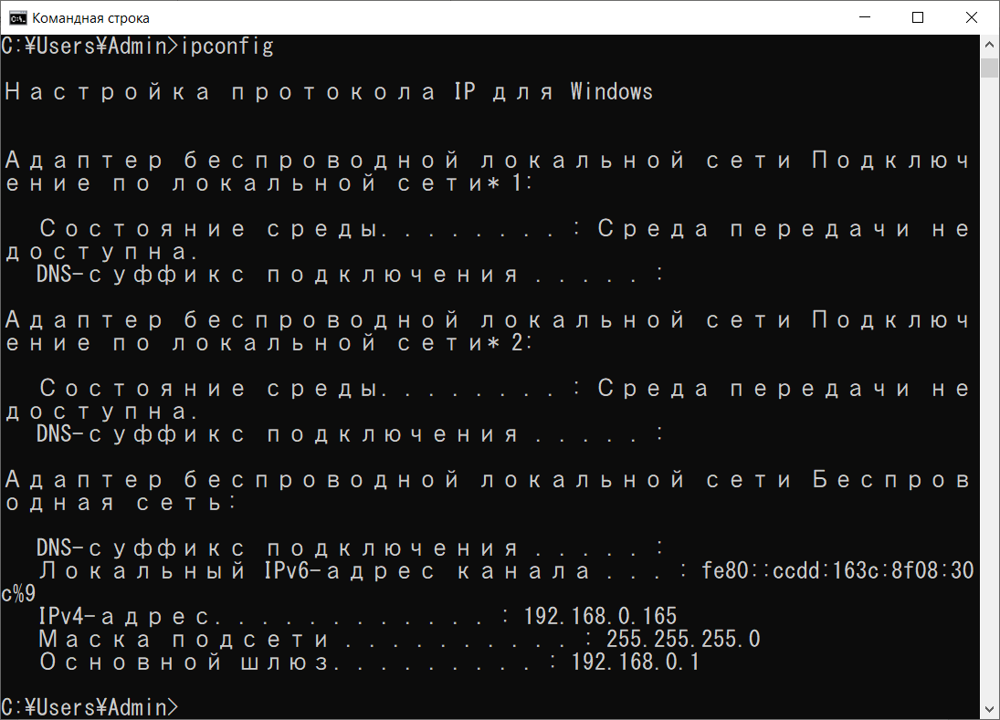 Командная строка
C:¥Users¥Admin>ipconfig
Настройка протокола IP для Windows
Адаптер беспроводной локальной сети Подключ
ение по локальной сети* 1:
Состояние среды. . . . . . . . : Среда передачи не
доступна.
DNS-суффикс подключения . . . . . :
Адаптер беспроводной локальной сети Подключ
ение по локальной сети* 2:
Состояние среды. . . . . . . . : Среда передачи не
доступна.
DNS-суффикс подключения . . . . . :
Адаптер беспроводной локальной сети Беспров
одная сеть:
DNS-суффикс подключения . . . . . :
Локальный IPv6-адрес канала . . . : fe80::ccdd:163c:8f08:30
c%9
IPv4-адрес. . . . . . . . . . . . : 192.168.0.165
Маска подсети . . . . . . . . . . : 255.255.255.0
Основной шлюз. . . . . . . . . : 192.168.0.1
C:¥Users¥Admin>